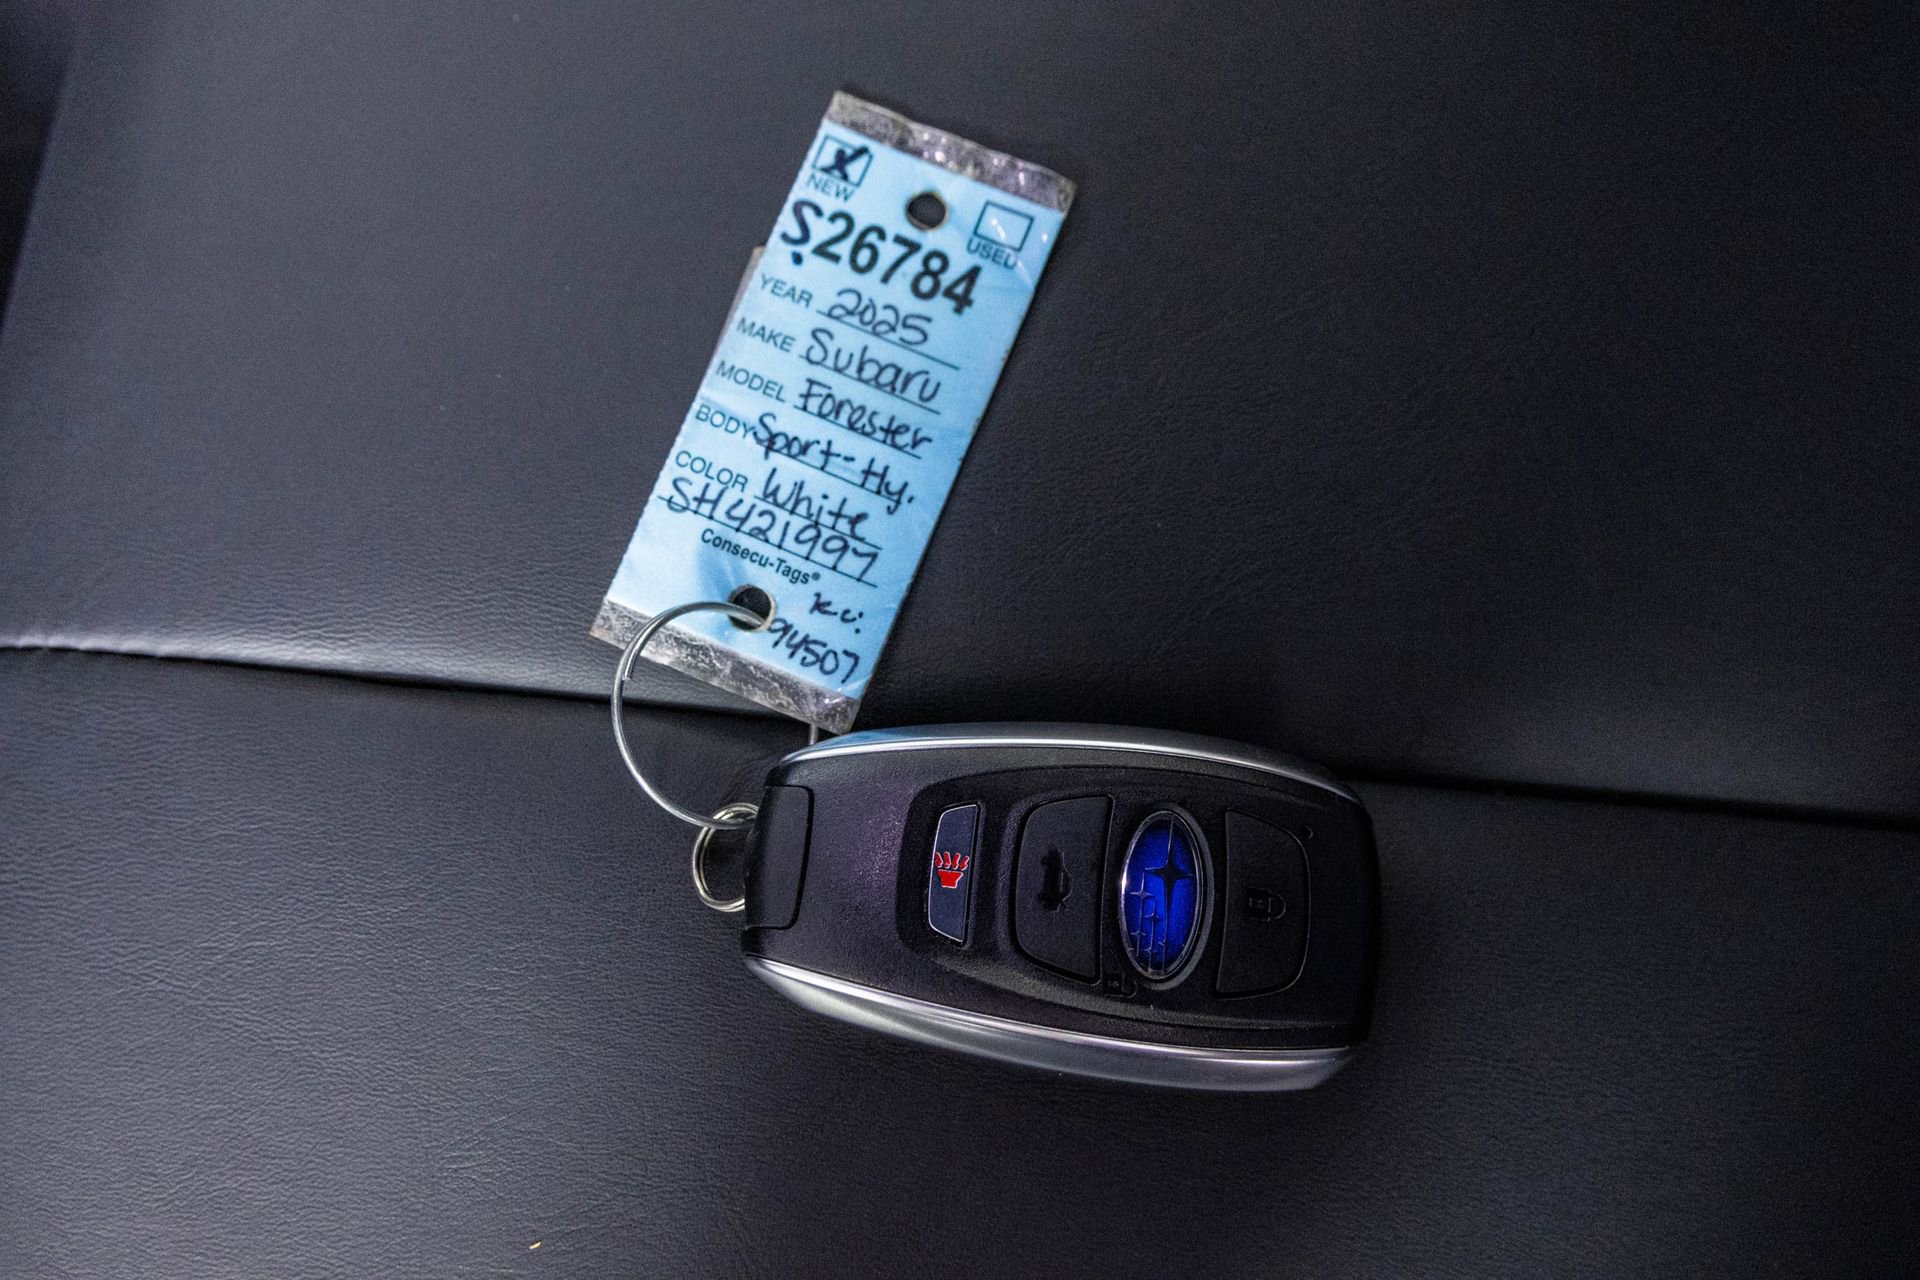 X NEW
USED
S26784
YEAR 2025
MAKE Subaru
MODEL Forester
BODY Sport-Hy.
COLOR White
SH421997
Consecu-Tags®
94507